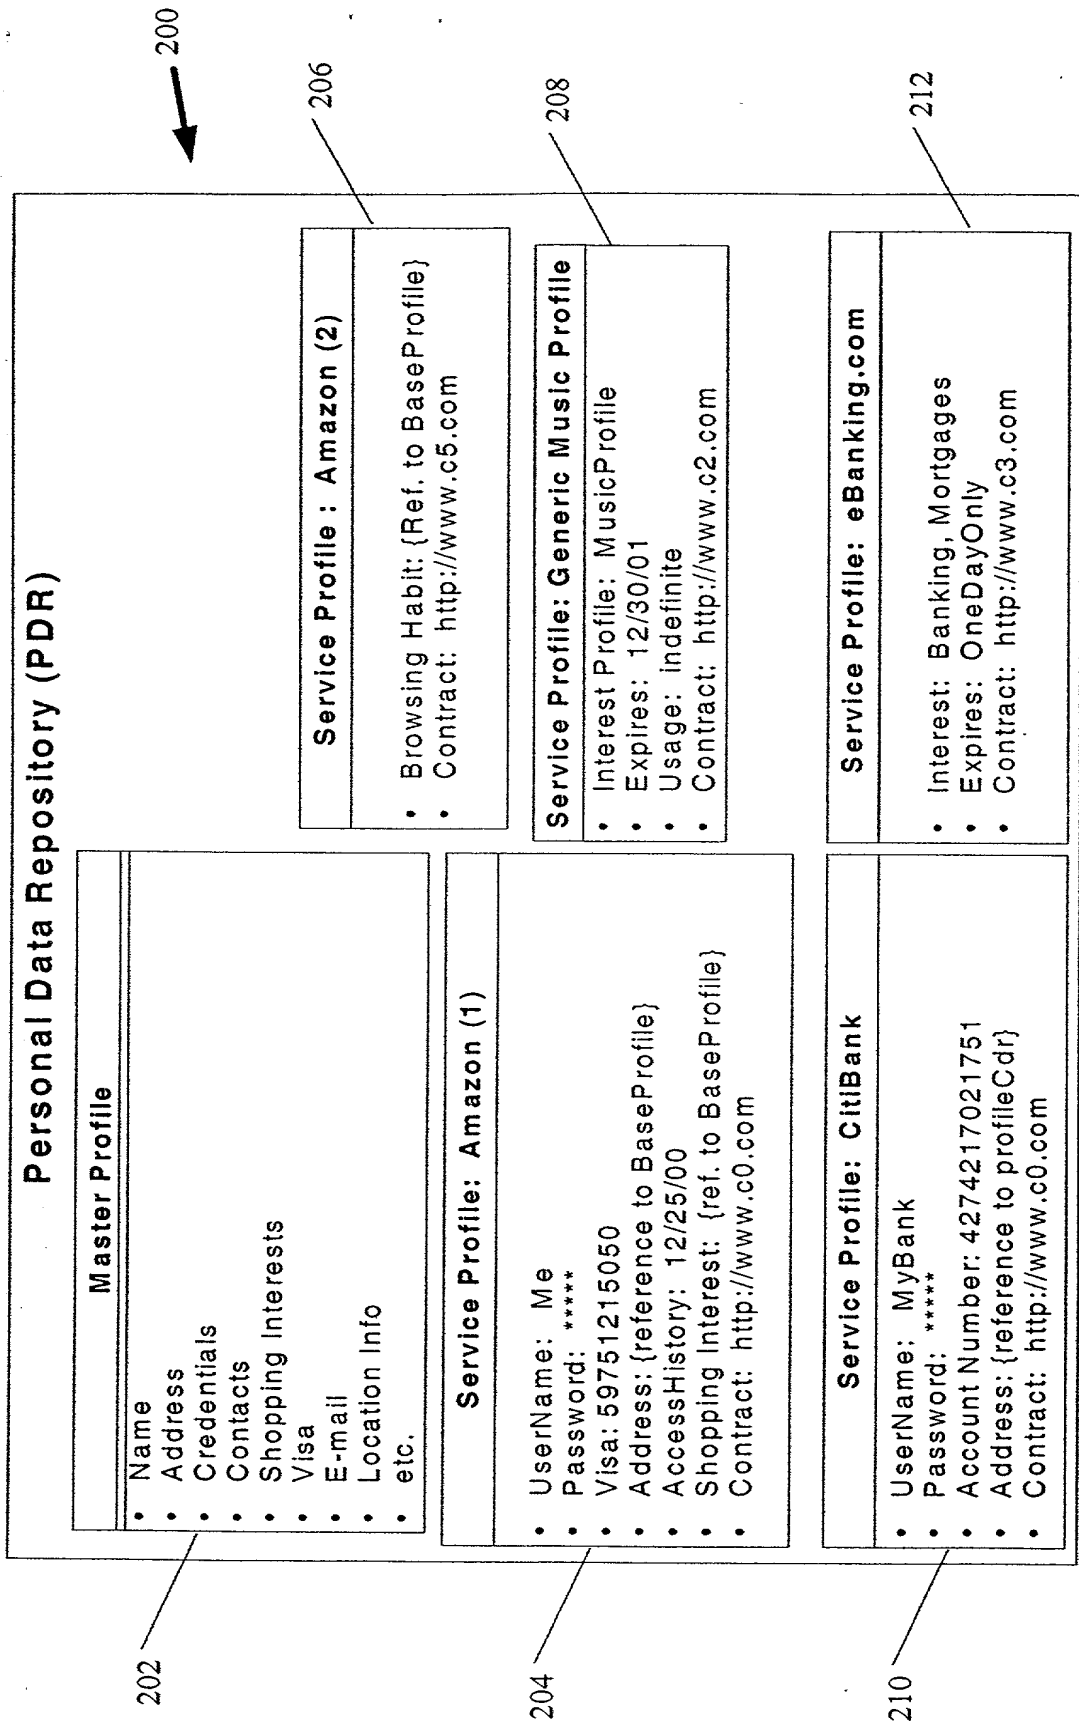 Personal Data Repository (PDR)
200
Master Profile
• Name
• Address
• Credentials
• Contacts
• Shopping Interests
• Visa
• E-mail
• Location Info
• etc.
202
Service Profile : Amazon (2)
• Browsing Habit: {Ref. to BaseProfile}
• Contract: http://www.c5.com
206
Service Profile: Amazon (1)
• UserName: Me
• Password: *****
• Visa: 59751215050
• Address: {reference to BaseProfile}
• AccessHistory: 12/25/00
• Shopping Interest: {ref. to BaseProfile}
• Contract: http://www.c0.com
204
Service Profile: Generic Music Profile
• Interest Profile: MusicProfile
• Expires: 12/30/01
• Usage: indefinite
• Contract: http://www.c2.com
208
Service Profile: CitiBank
• UserName: MyBank
• Password: *****
• Account Number: 427421702175​1
• Address: {reference to profileCdr}
• Contract: http://www.c0.com
210
Service Profile: eBanking.com
• Interest: Banking, Mortgages
• Expires: OneDayOnly
• Contract: http://www.c3.com
212